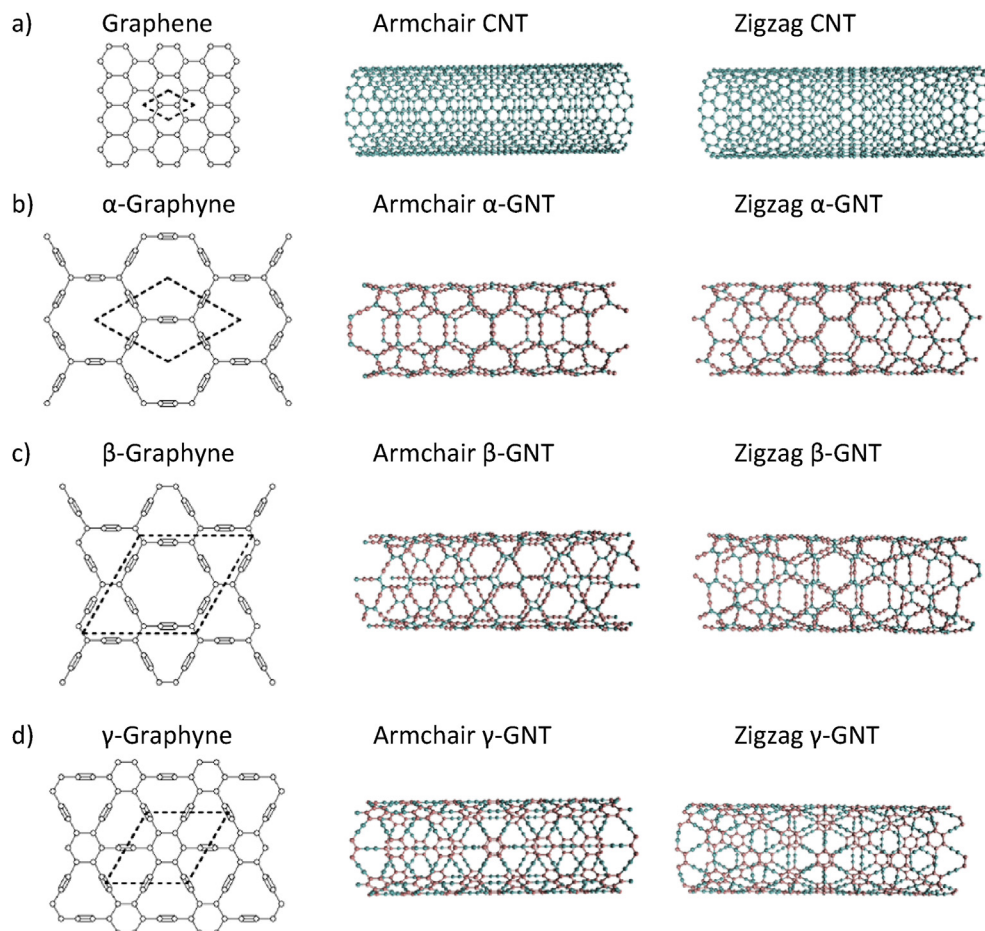 a) Graphene Armchair CNT Zigzag CNT
b) α-Graphyne Armchair α-GNT Zigzag α-GNT
c) β-Graphyne Armchair β-GNT Zigzag β-GNT
d) γ-Graphyne Armchair γ-GNT Zigzag γ-GNT